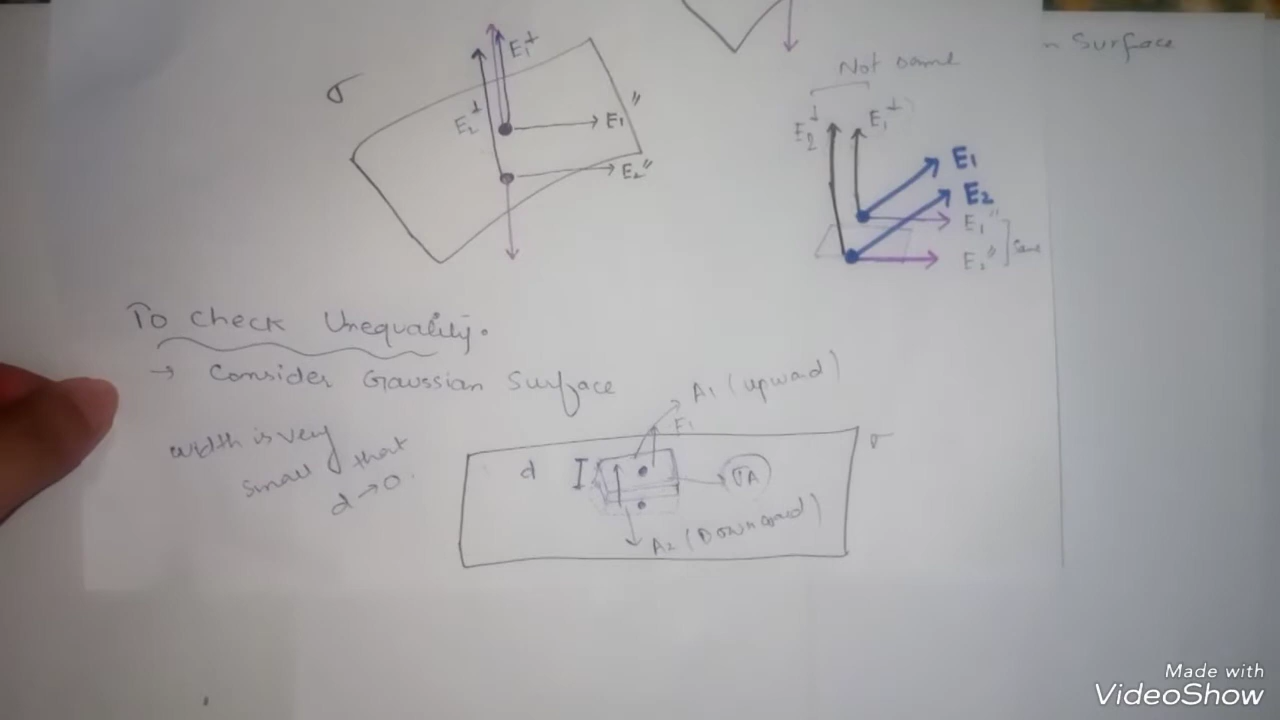 n Surface
Not same
σ
E₁⊥
E₂⊥
E₁"
E₂"
E₂⊥
E₁⊥
E1
E2
E₁"
E₂"
Same
To Check Unequality.
→ Consider Gaussian Surface
width is very
small that
d→0.
A₁ (upward)
E₁
d
σ
σA
A₂ (Downward)
Made with
VideoShow